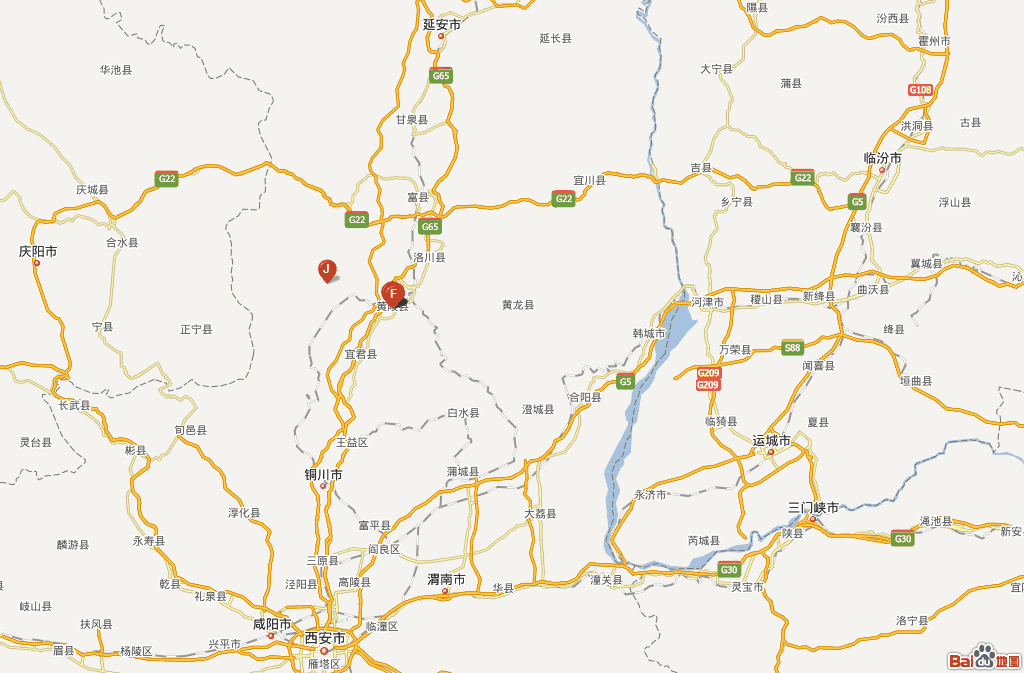 隰县
汾西县
延安市
延长县
霍州市
华池县
大宁县
G65
蒲县
G108
甘泉县
洪洞县
古县
临汾市
吉县
G22
G22
宜川县
庆城县
富县
G22
乡宁县
G5
浮山县
G22
G65
襄汾县
合水县
庆阳市
洛川县
翼城县
J
沁
F
曲沃县
黄陵县
黄龙县
河津市
稷山县
新绛县
宁县
正宁县
韩城市
绛县
宜君县
万荣县
S88
闻喜县
G209
G5
G209
垣曲县
合阳县
长武县
白水县
澄城县
临猗县
夏县
旬邑县
灵台县
王益区
运城市
彬县
铜川市
蒲城县
永济市
淳化县
大荔县
三门峡市
富平县
渑池县
陕县
新安
G30
永寿县
麟游县
阎良区
芮城县
三原县
G30
渭南市
潼关县
乾县
泾阳县
高陵县
华县
灵宝市
宜
礼泉县
岐山县
扶风县
咸阳市
临潼区
洛宁县
兴平市
西安市
眉县
杨陵区
雁塔区
Bai du 地图